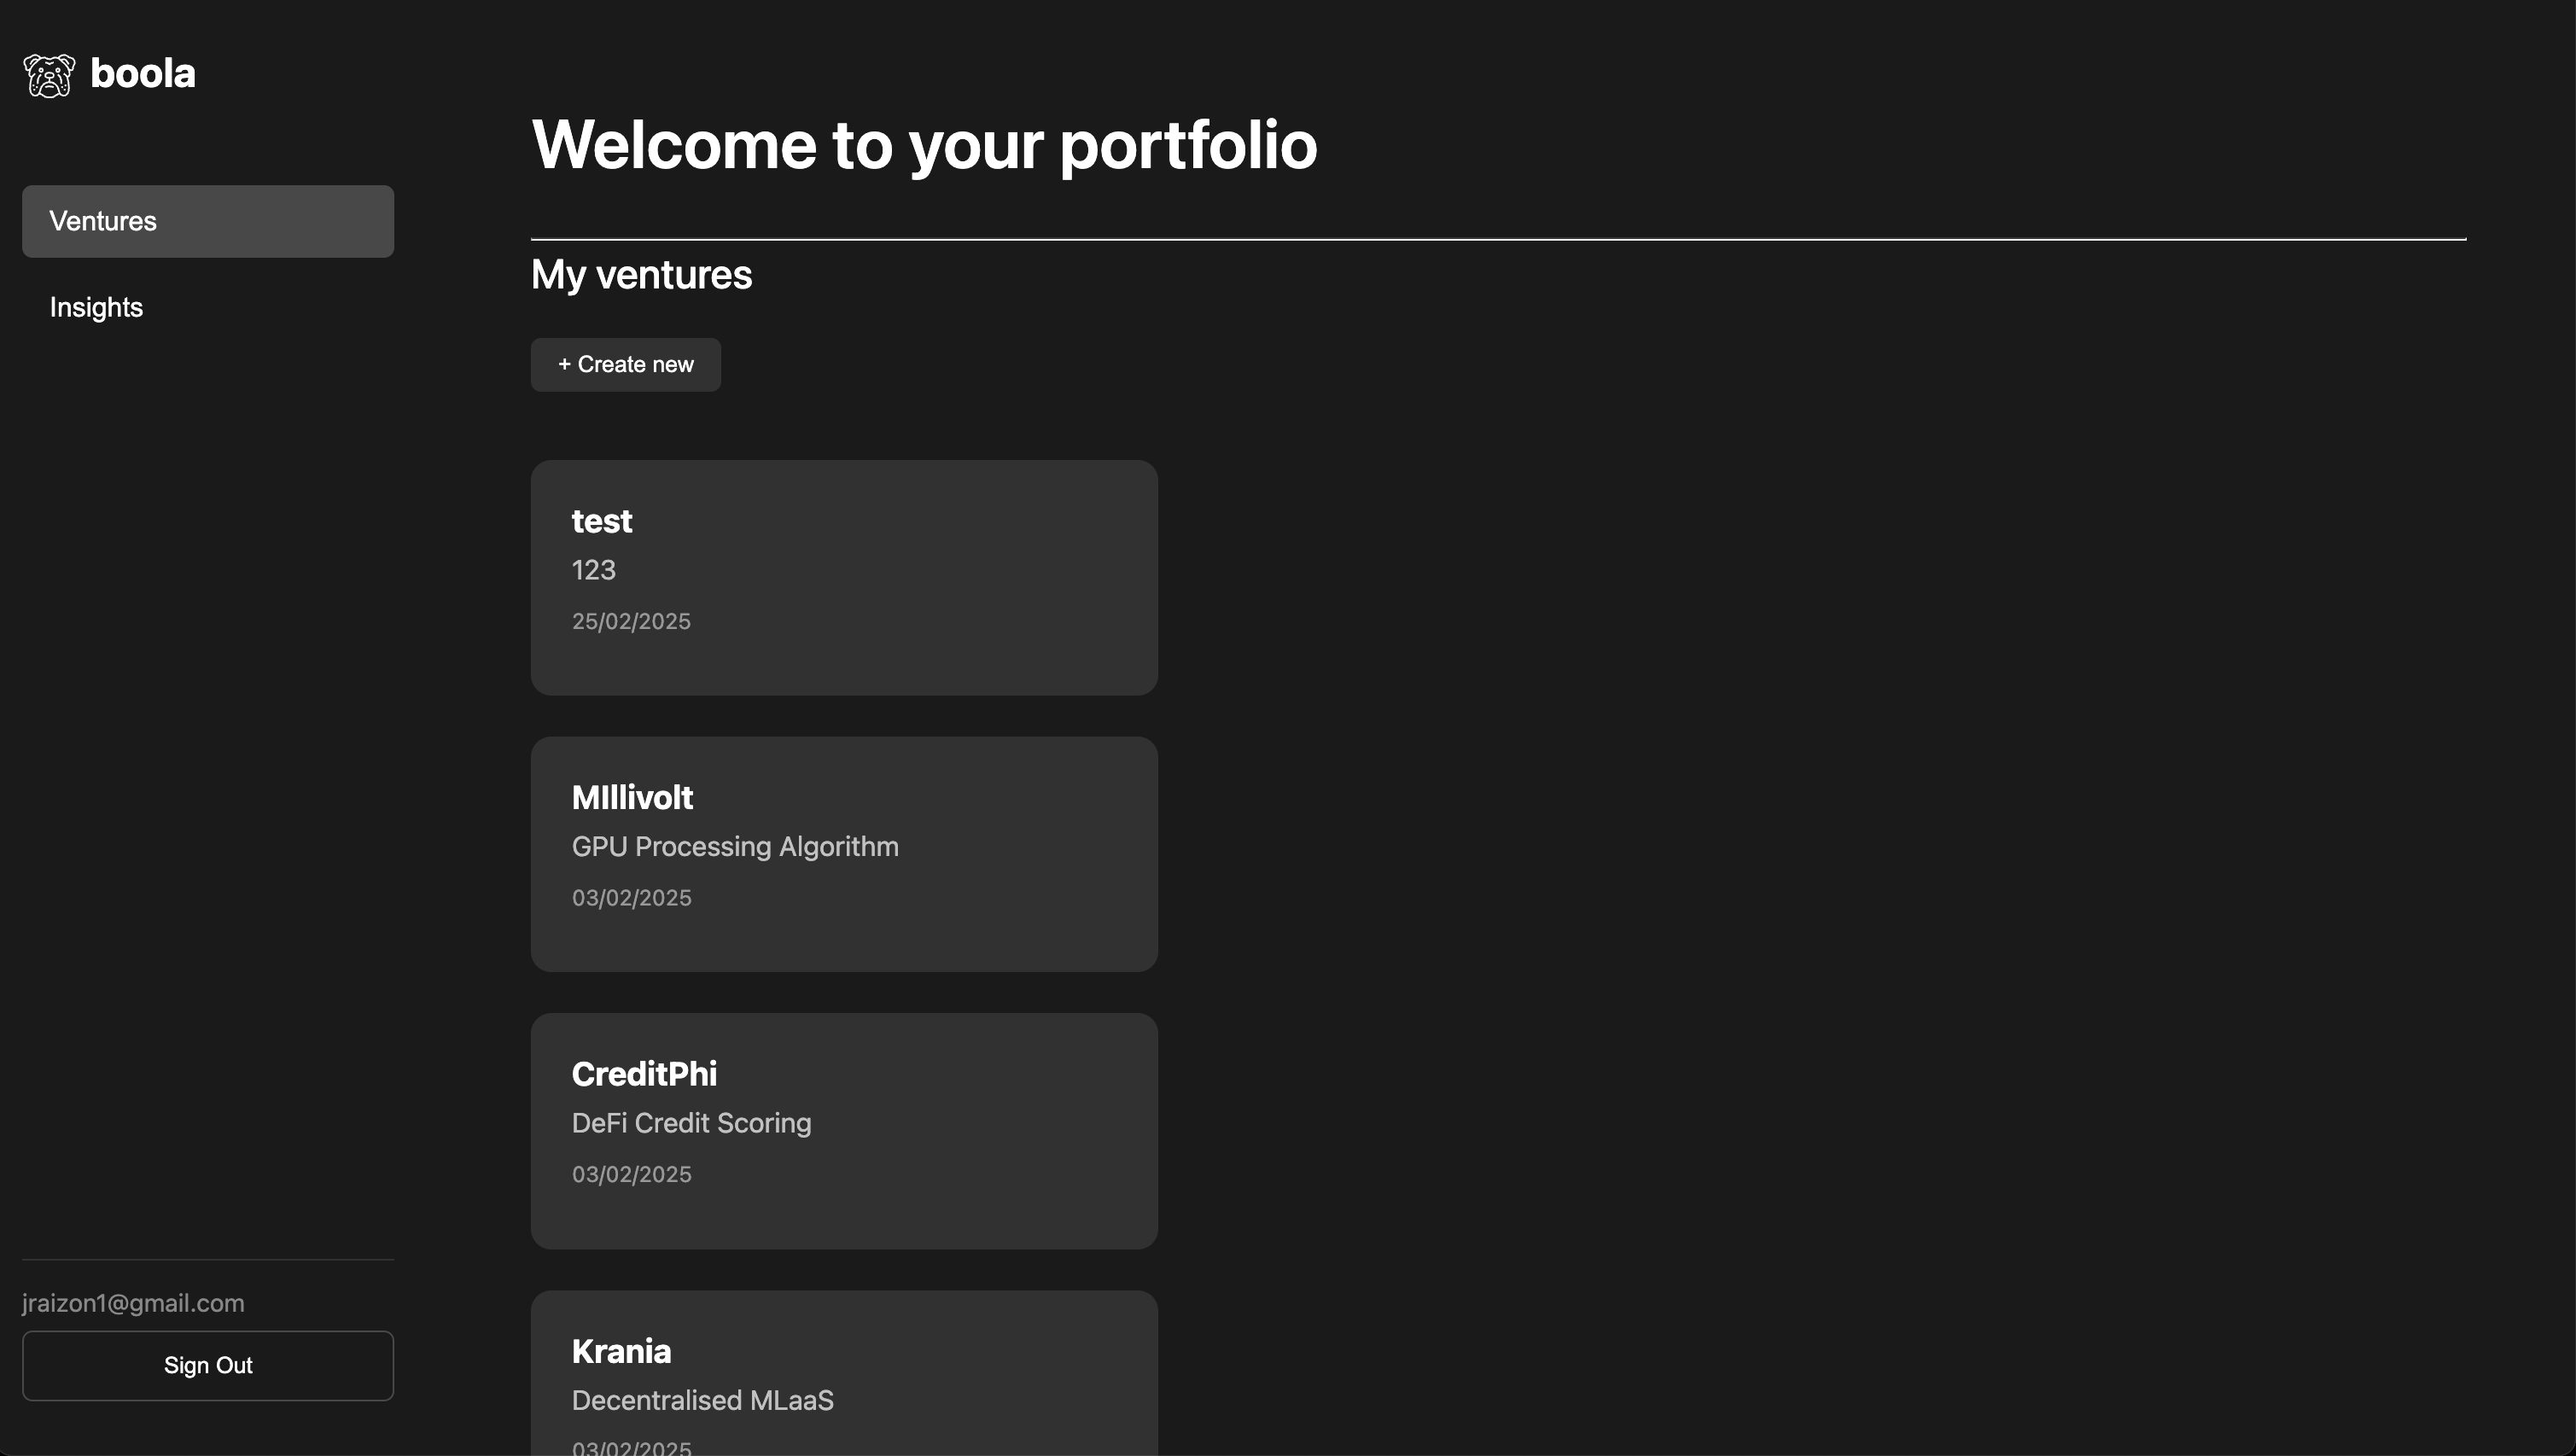 boola
Ventures
Insights
jraizon1@gmail.com
Sign Out
Welcome to your portfolio
My ventures
+ Create new
test
123
25/02/2025
MIllivolt
GPU Processing Algorithm
03/02/2025
CreditPhi
DeFi Credit Scoring
03/02/2025
Krania
Decentralised MLaaS
03/02/2025